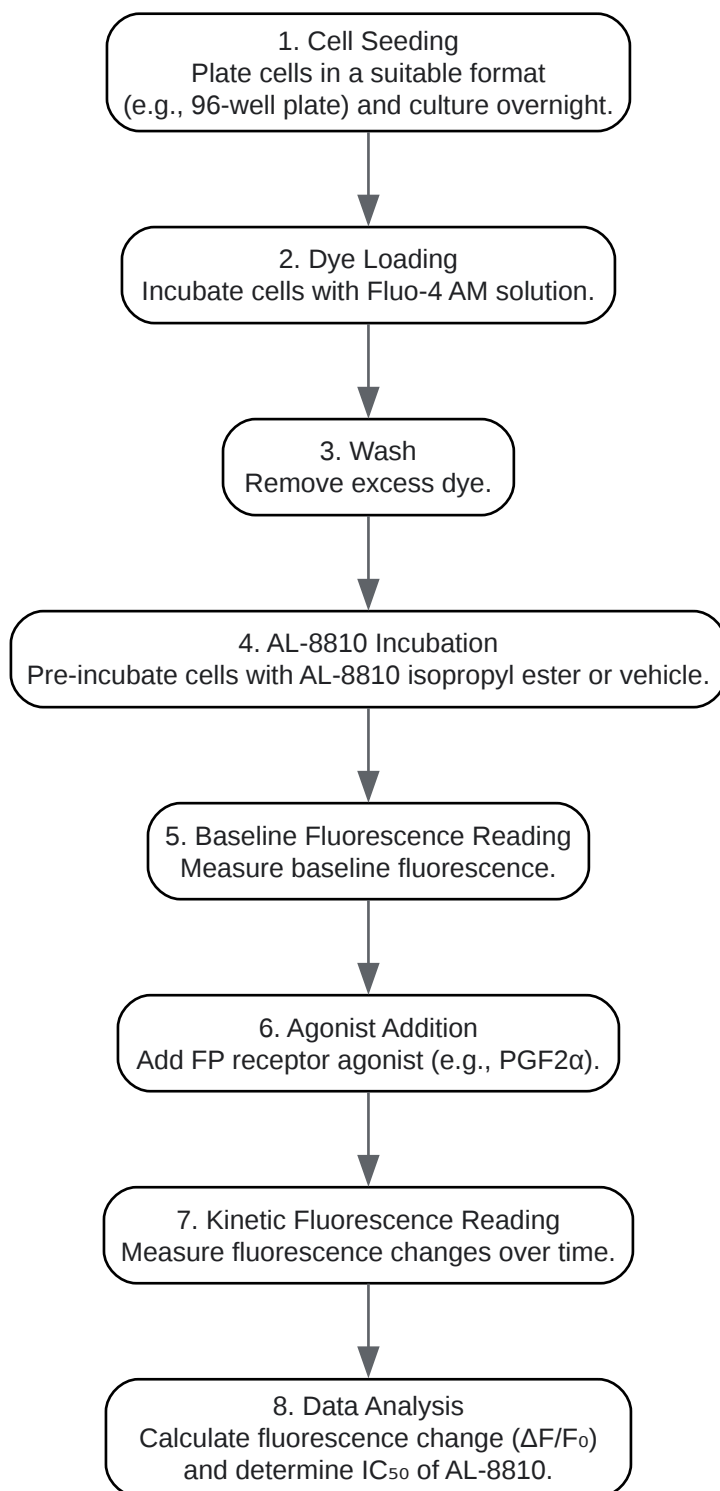 1. Cell Seeding
Plate cells in a suitable format
(e.g., 96-well plate) and culture overnight.
2. Dye Loading
Incubate cells with Fluo-4 AM solution.
3. Wash
Remove excess dye.
4. AL-8810 Incubation
Pre-incubate cells with AL-8810 isopropyl ester or vehicle.
5. Baseline Fluorescence Reading
Measure baseline fluorescence.
6. Agonist Addition
Add FP receptor agonist (e.g., PGF2α).
7. Kinetic Fluorescence Reading
Measure fluorescence changes over time.
8. Data Analysis
Calculate fluorescence change (ΔF/F₀)
and determine IC₅₀ of AL-8810.